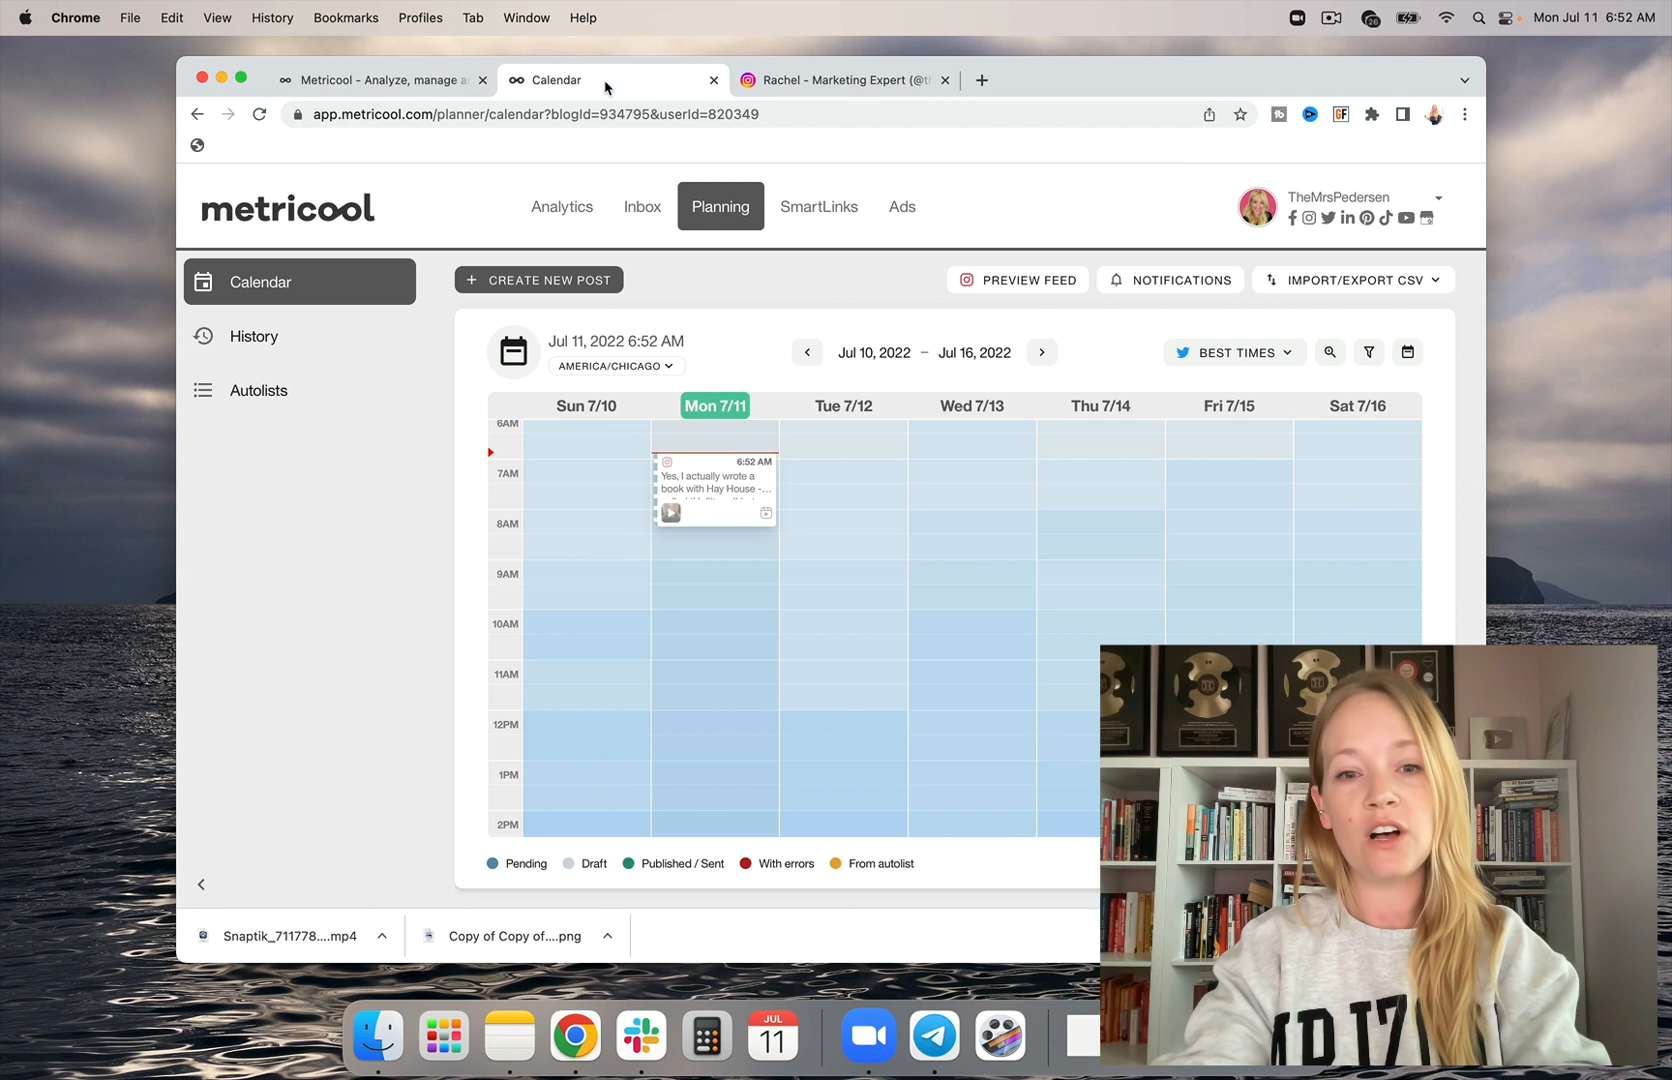 Chrome File Edit View History Bookmarks Profiles Tab Window Help
26
Mon Jul 11 6:52 AM
Metricool - Analyze, manage a
Calendar
Rachel - Marketing Expert (@th
app.metricool.com/planner/calendar?blogId=934795&userId=820349
tb
GF
metricool
Analytics
Inbox
Planning
SmartLinks
Ads
TheMrsPedersen
Calendar
History
Autolists
+ CREATE NEW POST
PREVIEW FEED
NOTIFICATIONS
IMPORT/EXPORT CSV
Jul 11, 2022 6:52 AM
AMERICA/CHICAGO
Jul 10, 2022 – Jul 16, 2022
BEST TIMES
Sun 7/10
Mon 7/11
Tue 7/12
Wed 7/13
Thu 7/14
Fri 7/15
Sat 7/16
6AM
7AM
8AM
9AM
10AM
11AM
12PM
1PM
2PM
6:52 AM
Yes, I actually wrote a
book with Hay House -...
Pending
Draft
Published / Sent
With errors
From autolist
Snaptik_711778....mp4
Copy of Copy of....png
JUL
11